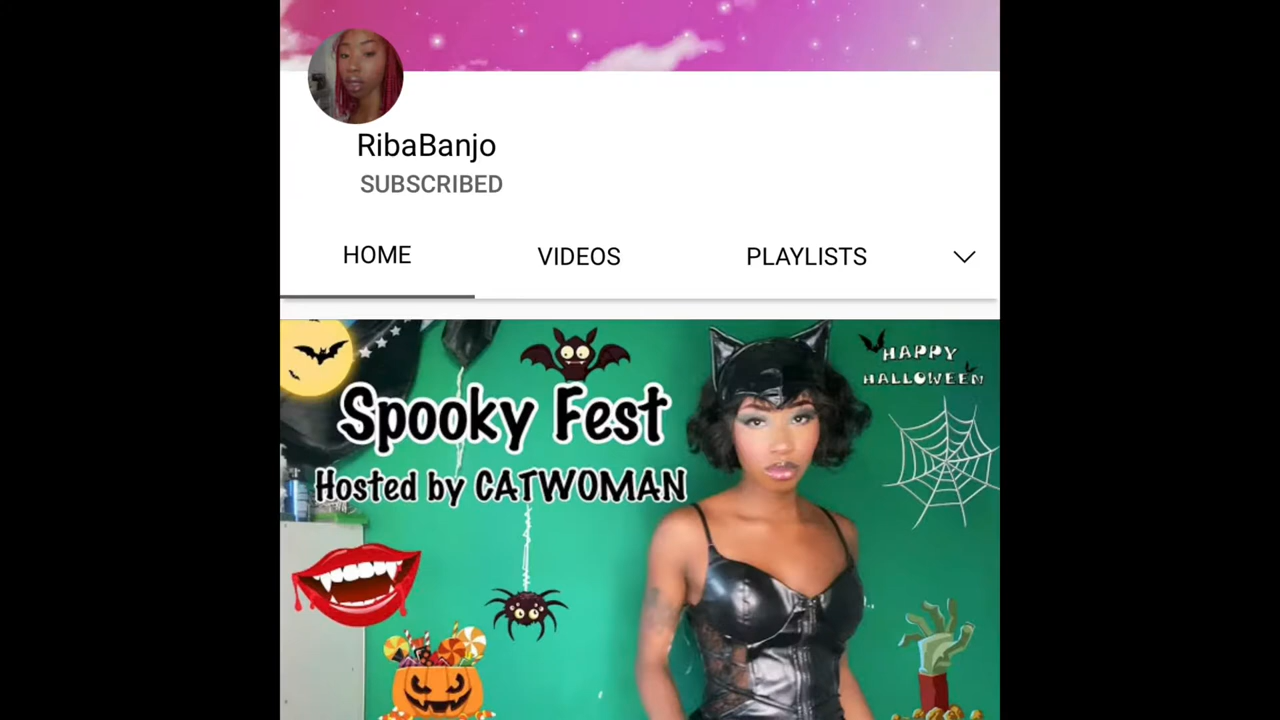 RibaBanjo
SUBSCRIBED
HOME VIDEOS PLAYLISTS
HAPPY
HALLOWEEN
Spooky Fest
Hosted by CATWOMAN